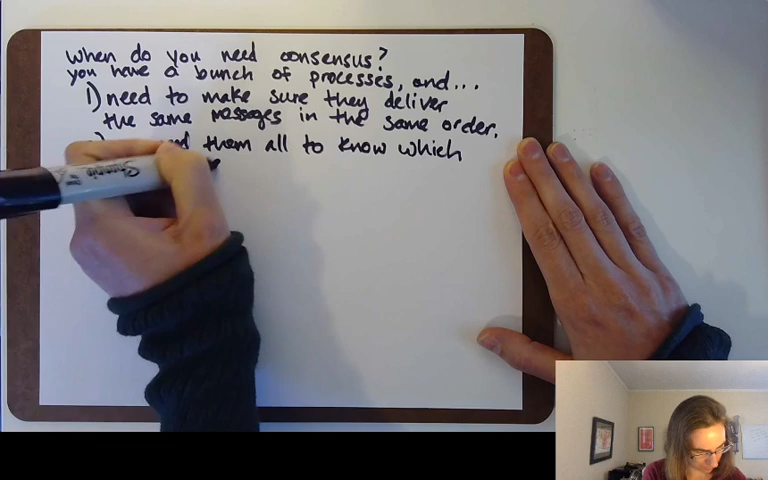 When do you need consensus?
you have a bunch of processes, and...
1) need to make sure they deliver
the same messages in the same order.
them all to know which
Sharpie